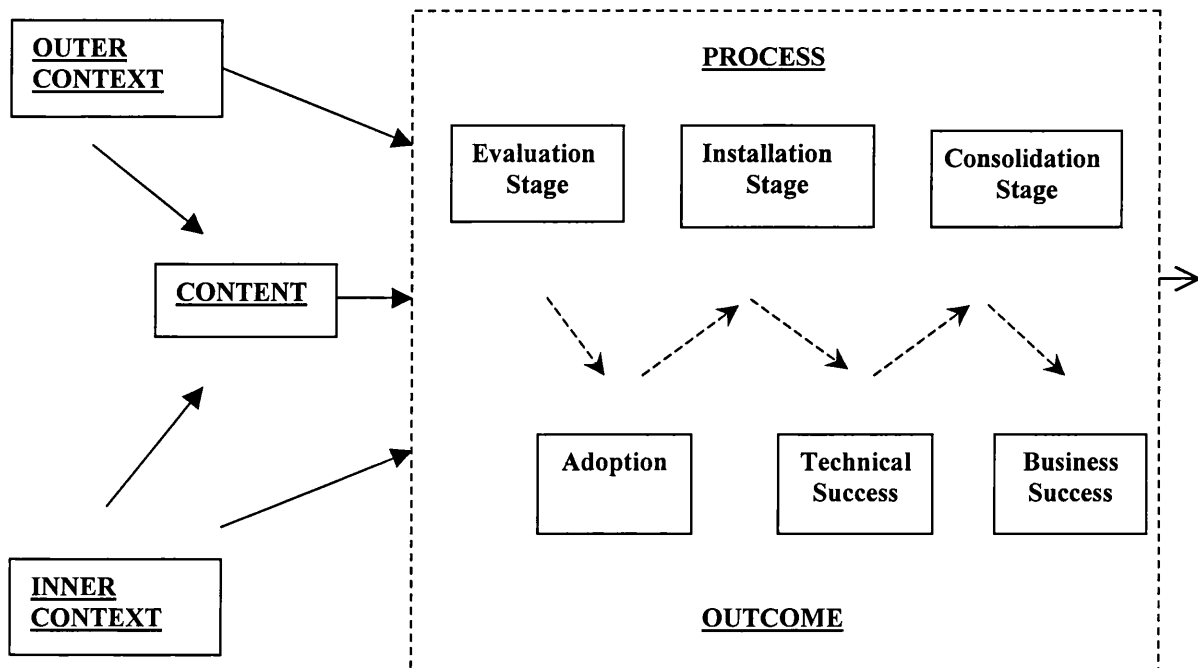 OUTER
CONTEXT
PROCESS
Evaluation
Stage
Installation
Stage
Consolidation
Stage
CONTENT
Adoption
Technical
Success
Business
Success
INNER
CONTEXT
OUTCOME